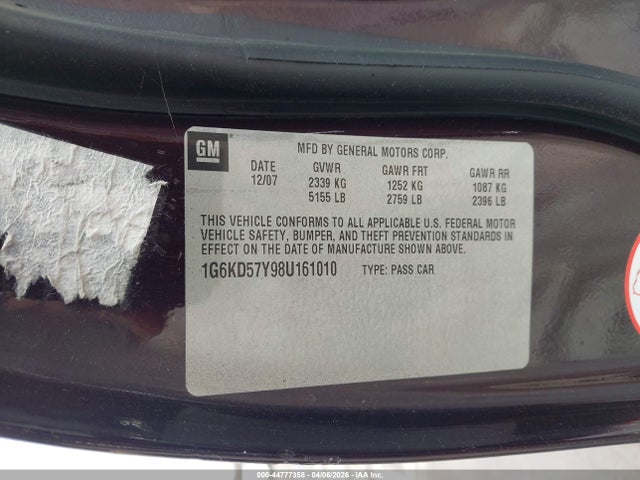 GM
MFD BY GENERAL MOTORS CORP.
DATE GVWR GAWR FRT GAWR RR
12/07 2339 KG 1252 KG 1087 KG
5155 LB 2759 LB 2396 LB
THIS VEHICLE CONFORMS TO ALL APPLICABLE U.S. FEDERAL MOTOR
VEHICLE SAFETY, BUMPER, AND THEFT PREVENTION STANDARDS IN
EFFECT ON THE DATE OF MANUFACTURE SHOWN ABOVE.
1G6KD57Y98U161010 TYPE: PASS CAR
000-44777358 04/06/2026 IAA Inc.